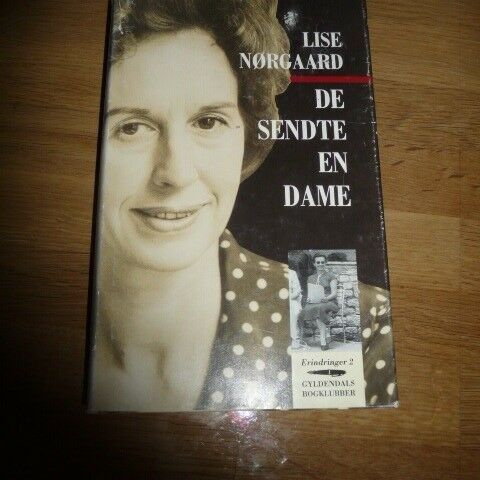 LISE
NØRGAARD
DE
SENDTE
EN
DAME
Erindringer 2
GYLDENDALS
BOGKLUBBER